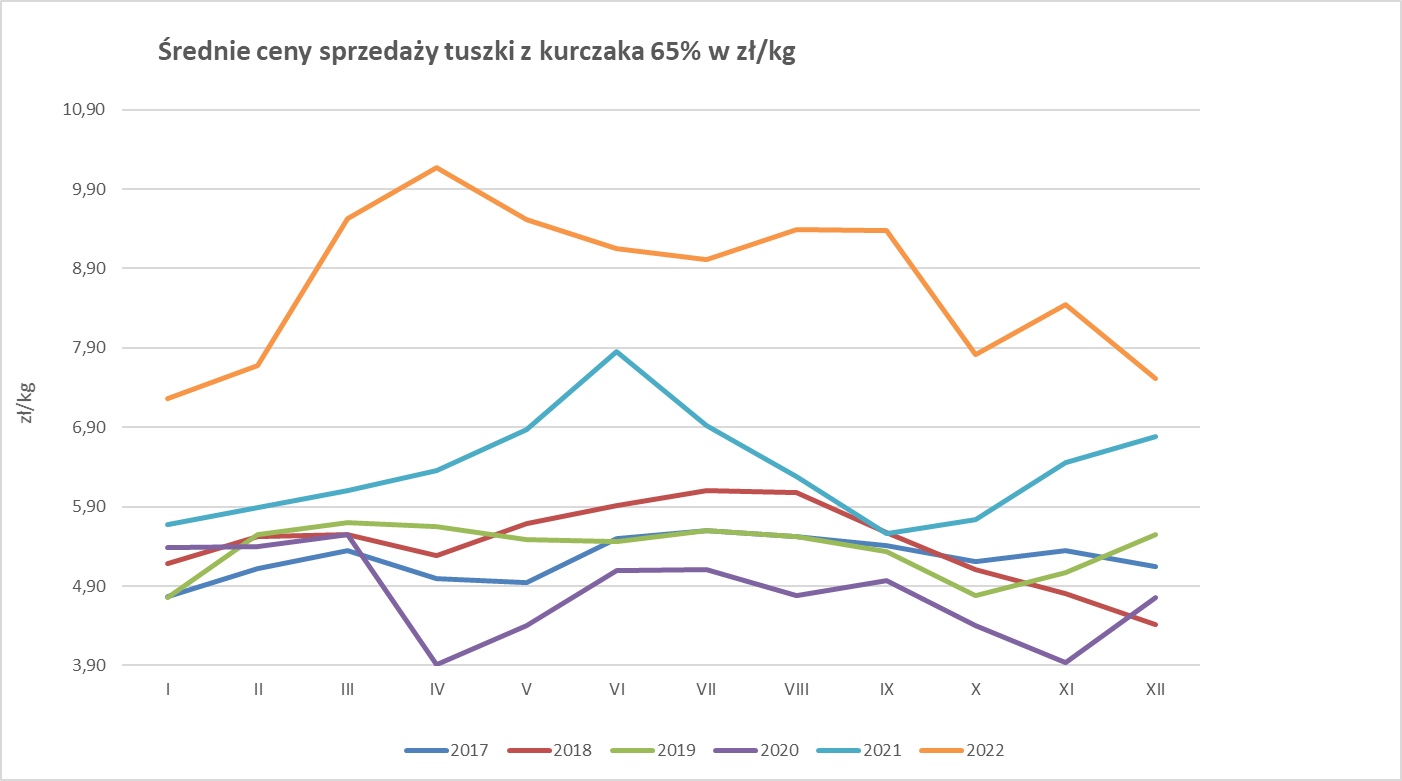 Średnie ceny sprzedaży tuszki z kurczaka 65% w zł/kg
10,90
9,90
8,90
7,90
6,90
5,90
4,90
3,90
zł/kg
I II III IV V VI VII VIII IX X XI XII
2017 2018 2019 2020 2021 2022